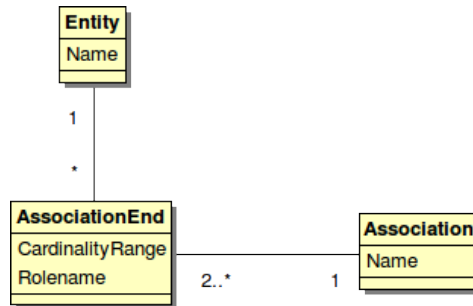 Entity
Name
1
*
AssociationEnd
CardinalityRange
Rolename
2..*
1
Association
Name